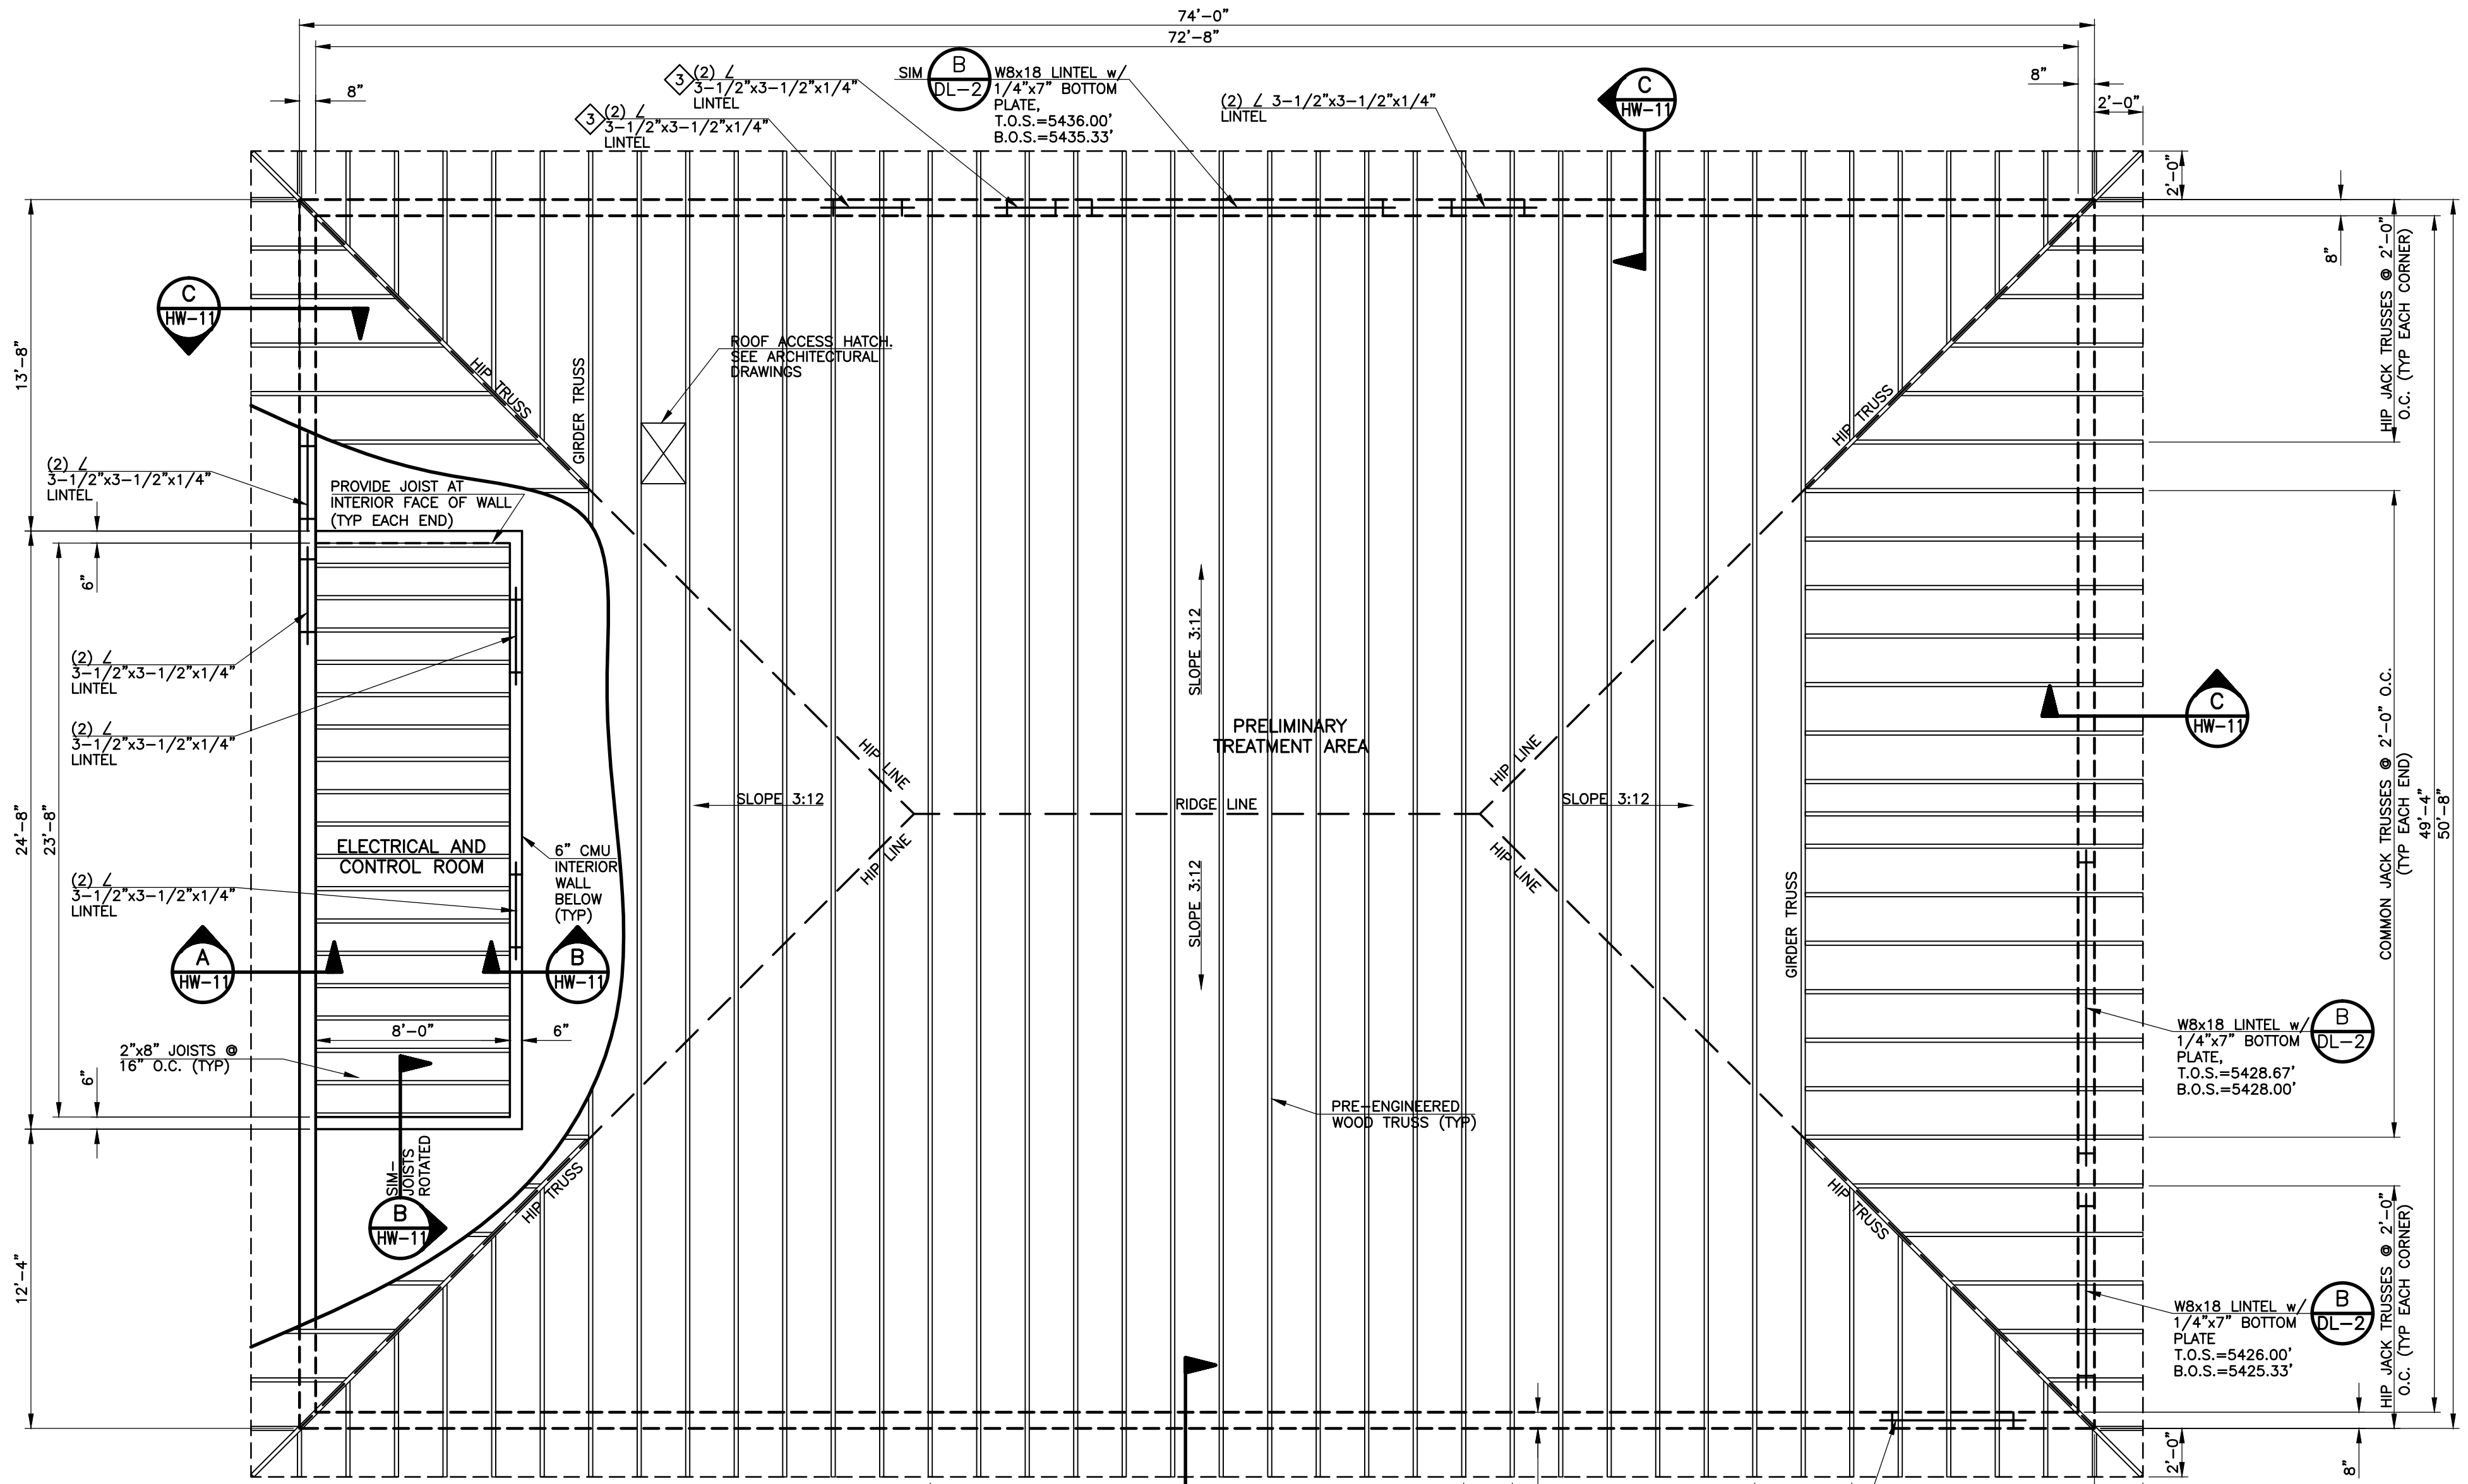 74'-0"
72'-8"
8"
3
(2) ∠
3-1/2"x3-1/2"x1/4"
LINTEL
3
(2) ∠
3-1/2"x3-1/2"x1/4"
LINTEL
SIM
B
DL-2
W8x18 LINTEL w/
1/4"x7" BOTTOM
PLATE,
T.O.S.=5436.00'
B.O.S.=5435.33'
(2) ∠ 3-1/2"x3-1/2"x1/4"
LINTEL
C
HW-11
8"
2'-0"
2'-0"
8"
HIP JACK TRUSSES @ 2'-0"
O.C. (TYP EACH CORNER)
C
HW-11
13'-8"
HIP TRUSS
GIRDER TRUSS
ROOF ACCESS HATCH.
SEE ARCHITECTURAL
DRAWINGS
HIP TRUSS
(2) ∠
3-1/2"x3-1/2"x1/4"
LINTEL
PROVIDE JOIST AT
INTERIOR FACE OF WALL
(TYP EACH END)
6"
(2) ∠
3-1/2"x3-1/2"x1/4"
LINTEL
(2) ∠
3-1/2"x3-1/2"x1/4"
LINTEL
SLOPE 3:12
PRELIMINARY
TREATMENT AREA
HIP LINE
HIP LINE
SLOPE 3:12
RIDGE LINE
SLOPE 3:12
C
HW-11
COMMON JACK TRUSSES @ 2'-0" O.C.
(TYP EACH END)
49'-4"
50'-8"
24'-8"
23'-8"
ELECTRICAL AND
CONTROL ROOM
6" CMU
INTERIOR
WALL
BELOW
(TYP)
HIP LINE
HIP LINE
SLOPE 3:12
GIRDER TRUSS
(2) ∠
3-1/2"x3-1/2"x1/4"
LINTEL
A
HW-11
B
HW-11
8'-0"
6"
2"x8" JOISTS @
16" O.C. (TYP)
6"
W8x18 LINTEL w/
1/4"x7" BOTTOM
PLATE,
T.O.S.=5428.67'
B.O.S.=5428.00'
B
DL-2
PRE-ENGINEERED
WOOD TRUSS (TYP)
SIM-
JOISTS
ROTATED
B
HW-11
HIP TRUSS
HIP TRUSS
12'-4"
W8x18 LINTEL w/
1/4"x7" BOTTOM
PLATE
T.O.S.=5426.00'
B.O.S.=5425.33'
B
DL-2
HIP JACK TRUSSES @ 2'-0"
O.C. (TYP EACH CORNER)
2'-0"
8"